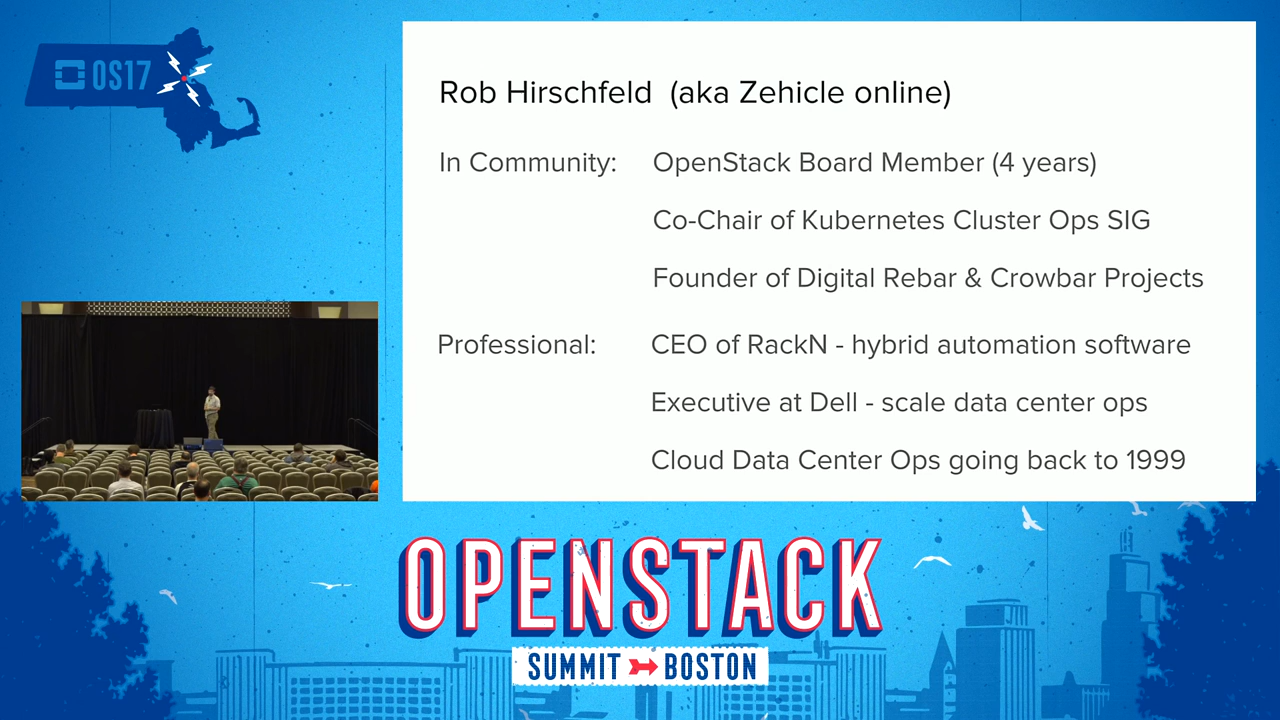 OS17
Rob Hirschfeld (aka Zehicle online)
In Community: OpenStack Board Member (4 years)
Co-Chair of Kubernetes Cluster Ops SIG
Founder of Digital Rebar & Crowbar Projects
Professional: CEO of RackN - hybrid automation software
Executive at Dell - scale data center ops
Cloud Data Center Ops going back to 1999
OPENSTACK
SUMMIT BOSTON